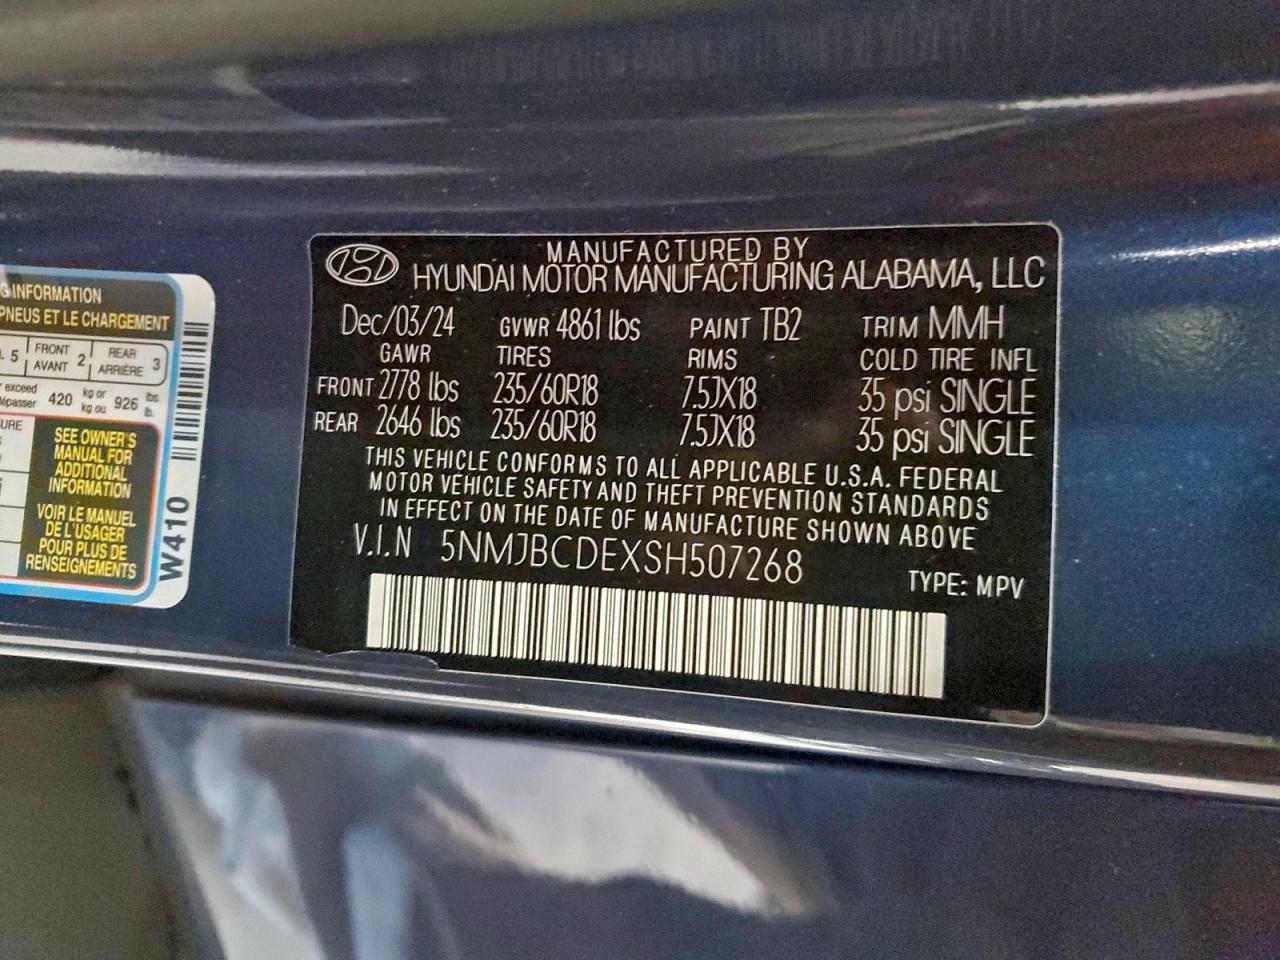 MANUFACTURED BY
HYUNDAI MOTOR MANUFACTURING ALABAMA, LLC
Dec/03/24 GVWR 4861 lbs PAINT TB2 TRIM MMH
GAWR TIRES RIMS COLD TIRE INFL
FRONT 2778 lbs 235/60R18 7.5JX18 35 psi SINGLE
REAR 2646 lbs 235/60R18 7.5JX18 35 psi SINGLE
THIS VEHICLE CONFORMS TO ALL APPLICABLE U.S.A. FEDERAL
MOTOR VEHICLE SAFETY AND THEFT PREVENTION STANDARDS
IN EFFECT ON THE DATE OF MANUFACTURE SHOWN ABOVE
V.I.N 5NMJBCDEXSH507268
TYPE: MPV
INFORMATION
PNEUS ET LE CHARGEMENT
5 FRONT 2 REAR 3
AVANT ARRIÈRE
exceed 420 kg or 926 lbs.
kg ou lb.
SEE OWNER'S
MANUAL FOR
ADDITIONAL
INFORMATION
VOIR LE MANUEL
DE L'USAGER
POUR PLUS DE
RENSEIGNEMENTS
W410